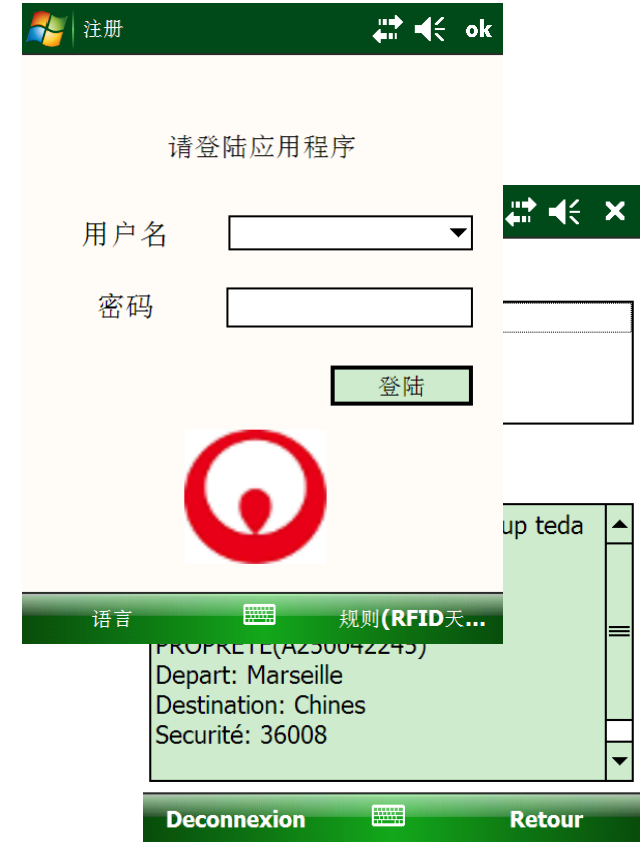 注册 ok
请登陆应用程序
用户名
密码
登陆
语言 规则(RFID天...
up teda
PROPRETE(A250042245)
Depart: Marseille
Destination: Chines
Securité: 36008
Deconnexion Retour